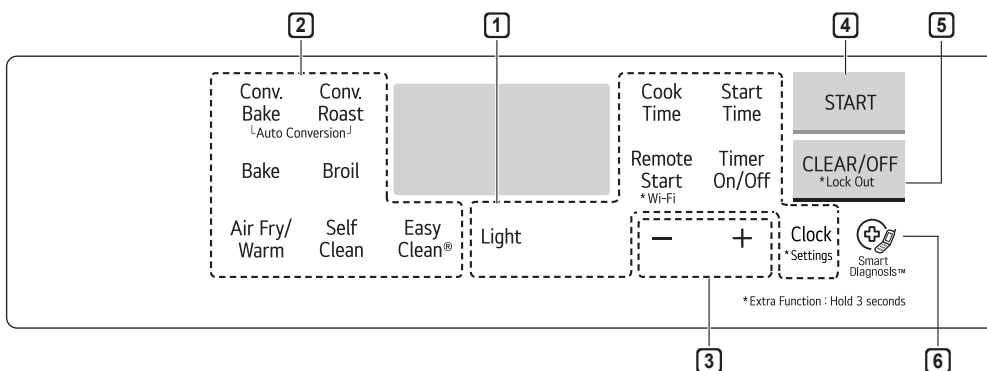 2
1
4
5
Conv. Bake
Conv. Roast
└Auto Conversion┘
Bake
Broil
Air Fry/ Warm
Self Clean
Easy Clean®
Light
Cook Time
Start Time
Remote Start
*Wi-Fi
Timer On/Off
—
+
Clock
*Settings
START
CLEAR/OFF
*Lock Out
Smart Diagnosis™
*Extra Function : Hold 3 seconds
3
6